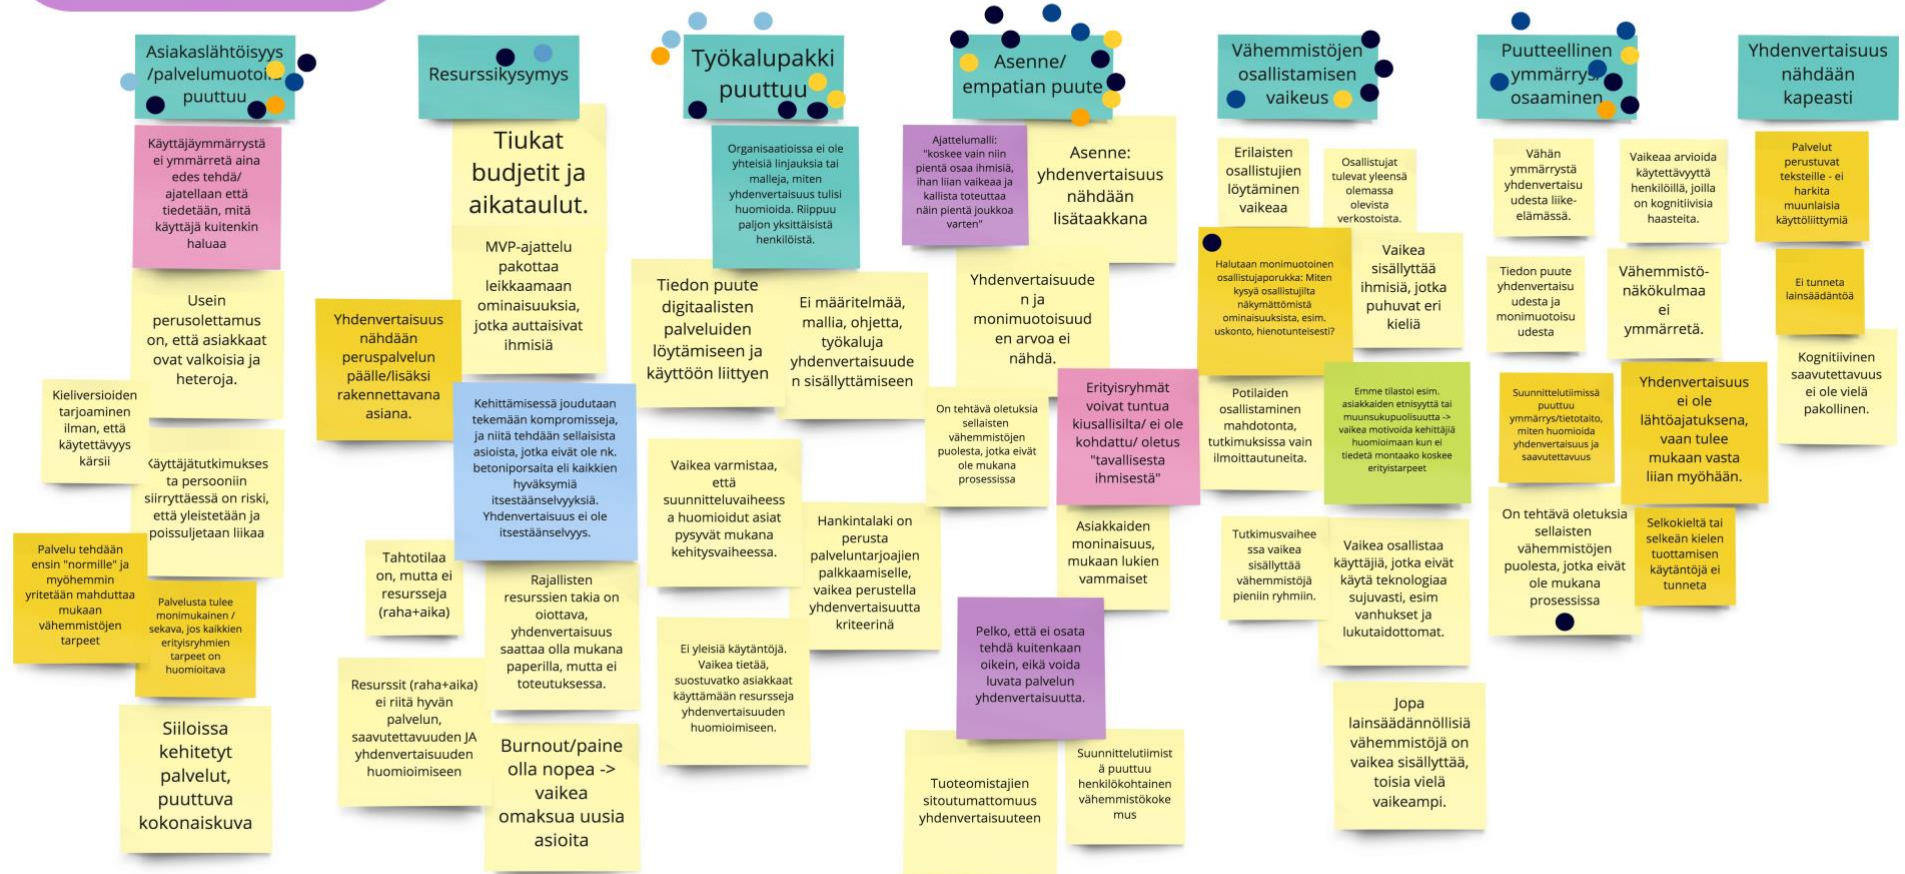 Asiakaslähtöisyys
/palvelumuotoilu
puuttuu
Käyttäjäymmärrystä
ei ymmärretä aina
edes tehdä/
ajatellaan että
tiedetään, mitä
käyttäjä kuitenkin
haluaa
Usein
perusolettamus
on, että asiakkaat
ovat valkoisia ja
heteroja.
Kieliversioiden
tarjoaminen
ilman, että
käytettävyys
kärsii
Käyttäjätutkimukses
ta persooniin
siirryttäessä on riski,
että yleistetään ja
poissuljetaan liikaa
Palvelu tehdään
ensin "normille" ja
myöhemmin
yritetään mahduttaa
mukaan
vähemmistöjen
tarpeet
Palvelusta tulee
monimukainen /
sekava, jos kaikkien
erityisryhmien
tarpeet on
huomioitava
Siiloissa
kehitetyt
palvelut,
puuttuva
kokonaiskuva
Resurssikysymys
Tiukat
budjetit ja
aikataulut.
MVP-ajattelu
pakottaa
leikkaamaan
ominaisuuksia,
jotka auttaisivat
ihmisiä
Yhdenvertaisuus
nähdään
peruspalvelun
päälle/lisäksi
rakennettavana
asiana.
Kehittämisessä joudutaan
tekemään kompromisseja,
ja niitä tehdään sellaisista
asioista, jotka eivät ole nk.
betoniporsaita eli kaikkien
hyväksymiä
itsestäänselvyyksiä.
Yhdenvertaisuus ei ole
itsestäänselvyys.
Tahtotilaa
on, mutta ei
resursseja
(raha+aika)
Rajallisten
resurssien takia on
oiottava,
yhdenvertaisuus
saattaa olla mukana
paperilla, mutta ei
toteutuksessa.
Resurssit (raha+aika)
ei riitä hyvän
palvelun,
saavutettavuuden JA
yhdenvertaisuuden
huomioimiseen
Burnout/paine
olla nopea ->
vaikea
omaksua uusia
asioita
Työkalupakki
puuttuu
Organisaatioissa ei ole
yhteisiä linjauksia tai
malleja, miten
yhdenvertaisuus tulisi
huomioida. Riippuu
paljon yksittäisistä
henkilöistä.
Tiedon puute
digitaalisten
palveluiden
löytämiseen ja
käyttöön liittyen
Ei määritelmää,
mallia, ohjetta,
työkaluja
yhdenvertaisuude
n sisällyttämiseen
Vaikea varmistaa,
että
suunnitteluvaiheess
a huomioidut asiat
pysyvät mukana
kehitysvaiheessa.
Hankintalaki on
perusta
palveluntarjoajien
palkkaamiselle,
vaikea perustella
yhdenvertaisuutta
kriteerinä
Ei yleisiä käytäntöjä.
Vaikea tietää,
suostuvatko asiakkaat
käyttämään resursseja
yhdenvertaisuuden
huomioimiseen.
Asenne/
empatian puute
Ajattelumalli:
"koskee vain niin
pientä osaa ihmisiä,
ihan liian vaikeaa ja
kallista toteuttaa
näin pientä joukkoa
varten"
Asenne:
yhdenvertaisuus
nähdään
lisätaakkana
Yhdenvertaisuude
n ja
monimuotoisuud
en arvoa ei
nähdä.
On tehtävä oletuksia
sellaisten
vähemmistöjen
puolesta, jotka eivät
ole mukana
prosessissa
Erityisryhmät
voivat tuntua
kiusallisilta/ ei ole
kohdattu/ oletus
"tavallisesta
ihmisestä"
Asiakkaiden
moninaisuus,
mukaan lukien
vammaiset
Pelko, että ei osata
tehdä kuitenkaan
oikein, eikä voida
luvata palvelun
yhdenvertaisuutta.
Tuoteomistajien
sitoutumattomuus
yhdenvertaisuuteen
Suunnittelutiimist
ä puuttuu
henkilökohtainen
vähemmistökoke
mus
Vähemmistöjen
osallistamisen
vaikeus
Erilaisten
osallistujien
löytäminen
vaikeaa
Osallistujat
tulevat yleensä
olemassa
olevista
verkostoista.
Halutaan monimuotoinen
osallistujaporukka: Miten
kysyä osallistujilta
näkymättömistä
ominaisuuksista, esim.
uskonto, hienotunteisesti?
Vaikea
sisällyttää
ihmisiä, jotka
puhuvat eri
kieliä
Potilaiden
osallistaminen
mahdotonta,
tutkimuksissa vain
ilmoittautuneita.
Emme tilastoi esim.
asiakkaiden etnisyyttä tai
muunsukupuolisuutta ->
vaikea motivoida kehittäjiä
huomioimaan kun ei
tiedetä montaako koskee
erityistarpeet
Tutkimusvaihee
ssa vaikea
sisällyttää
vähemmistöjä
pieniin ryhmiin.
Vaikea osallistaa
käyttäjiä, jotka eivät
käytä teknologiaa
sujuvasti, esim
vanhukset ja
lukutaidottomat.
Jopa
lainsäädännöllisiä
vähemmistöjä on
vaikea sisällyttää,
toisia vielä
vaikeampi.
Puutteellinen
ymmärrys/
osaaminen
Vähän
ymmärrystä
yhdenvertaisu
udesta liike-
elämässä.
Vaikeaa arvioida
käytettävyyttä
henkilöillä, joilla
on kognitiivisia
haasteita.
Tiedon puute
yhdenvertaisu
udesta ja
monimuotoisu
udesta
Vähemmistö-
näkökulmaa
ei
ymmärretä.
Suunnittelutiimissä
puuttuu
ymmärrys/tietotaito,
miten huomioida
yhdenvertaisuus ja
saavutettavuus
Yhdenvertaisuus
ei ole
lähtöajatuksena,
vaan tulee
mukaan vasta
liian myöhään.
On tehtävä oletuksia
sellaisten
vähemmistöjen
puolesta, jotka eivät
ole mukana
prosessissa
Selkokieltä tai
selkeän kielen
tuottamisen
käytäntöjä ei
tunneta
Yhdenvertaisuus
nähdään
kapeasti
Palvelut
perustuvat
teksteille - ei
harkita
muunlaisia
käyttöliittymiä
Ei tunneta
lainsäädäntöä
Kognitiivinen
saavutettavuus
ei ole vielä
pakollinen.